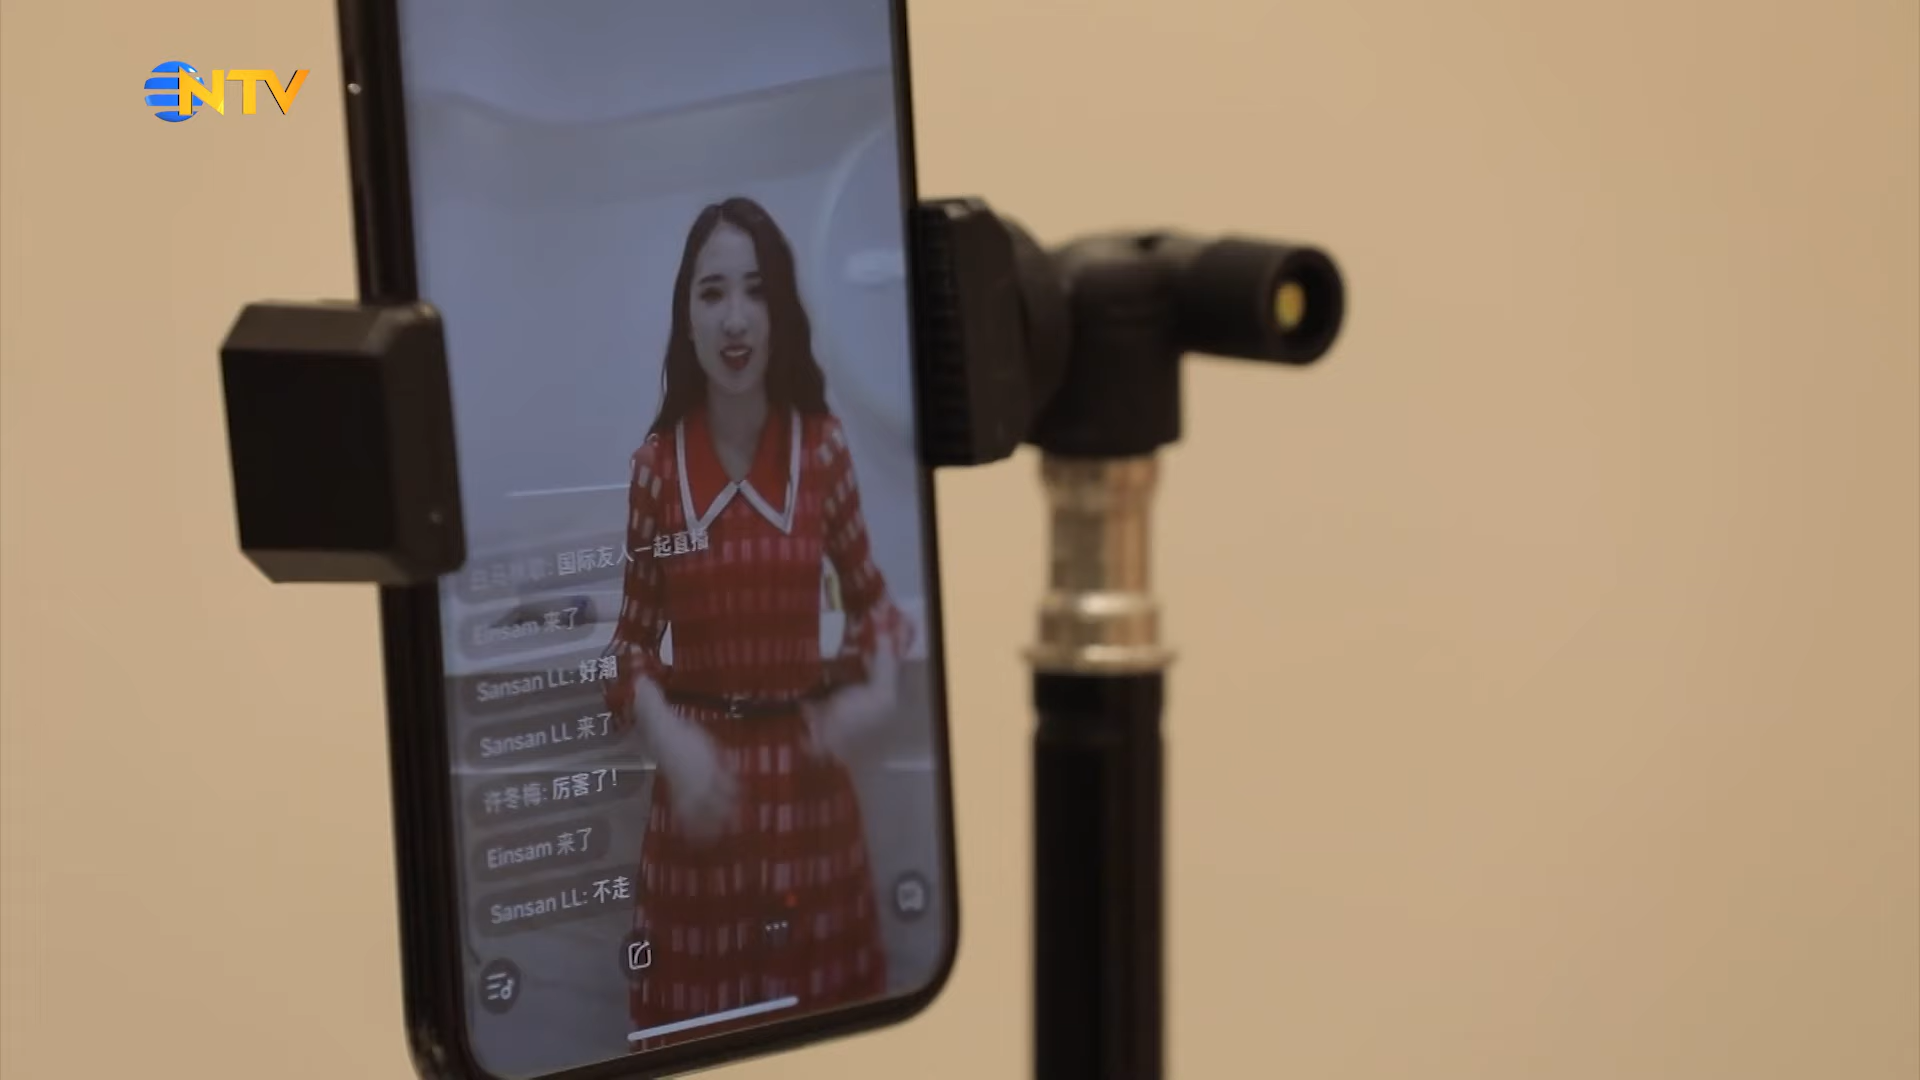 NTV
: 国际友人一起直播
Einsam 来了
Sansan LL: 好潮
Sansan LL 来了
许冬梅: 厉害了!
Einsam 来了
Sansan LL: 不走